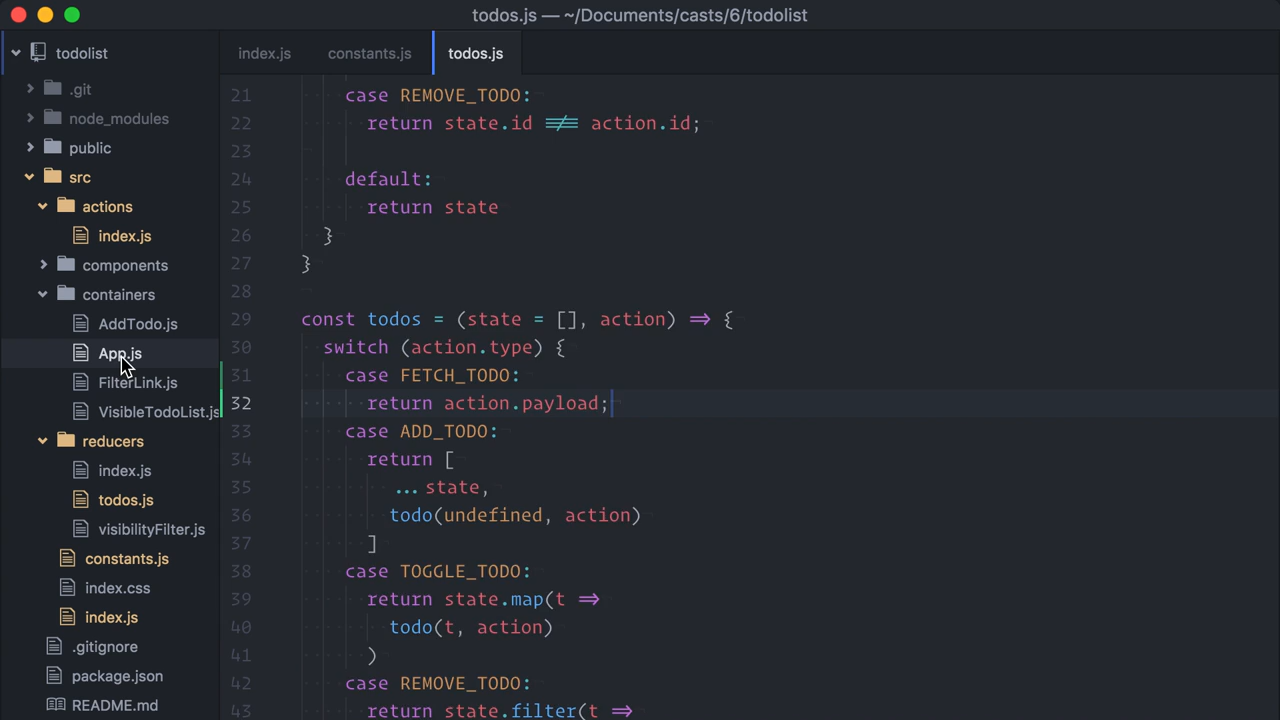 todos.js — ~/Documents/casts/6/todolist
todolist
.git
node_modules
public
src
actions
index.js
components
containers
AddTodo.js
App.js
FilterLink.js
VisibleTodoList.js
reducers
index.js
todos.js
visibilityFilter.js
constants.js
index.css
index.js
.gitignore
package.json
README.md
index.js constants.js todos.js
21 case REMOVE_TODO:
22 return state.id !== action.id;
23
24 default:
25 return state
26 }
27 }
28
29 const todos = (state = [], action) => {
30 switch (action.type) {
31 case FETCH_TODO:
32 return action.payload;
33 case ADD_TODO:
34 return [
35 ...state,
36 todo(undefined, action)
37 ]
38 case TOGGLE_TODO:
39 return state.map(t =>
40 todo(t, action)
41 )
42 case REMOVE_TODO:
43 return state.filter(t =>